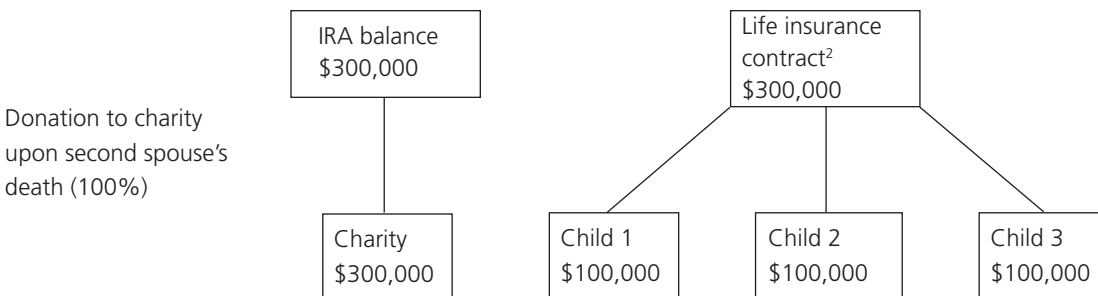 IRA balance
$300,000
Life insurance
contract²
$300,000
Donation to charity
upon second spouse’s
death (100%)
Charity
$300,000
Child 1
$100,000
Child 2
$100,000
Child 3
$100,000